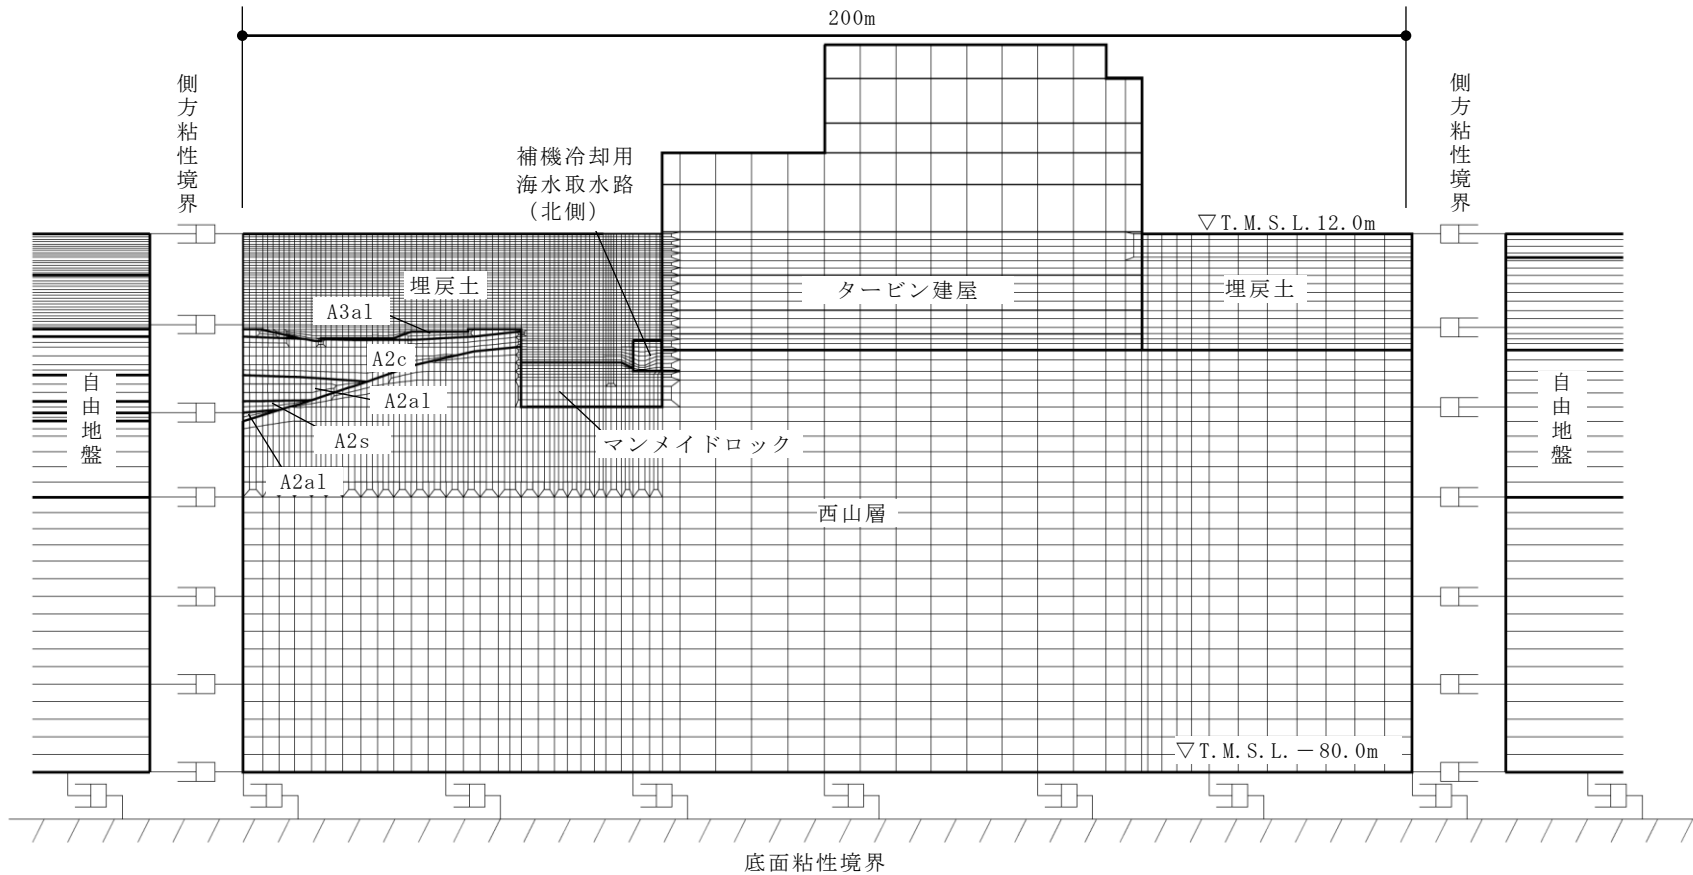 200m
側方粘性境界
側方粘性境界
補機冷却用
海水取水路
（北側）
▽T.M.S.L.12.0m
埋戻土
タービン建屋
埋戻土
A3al
A2c
自由地盤
A2al
自由地盤
A2s
マンメイドロック
A2al
西山層
▽T.M.S.L.－80.0m
底面粘性境界